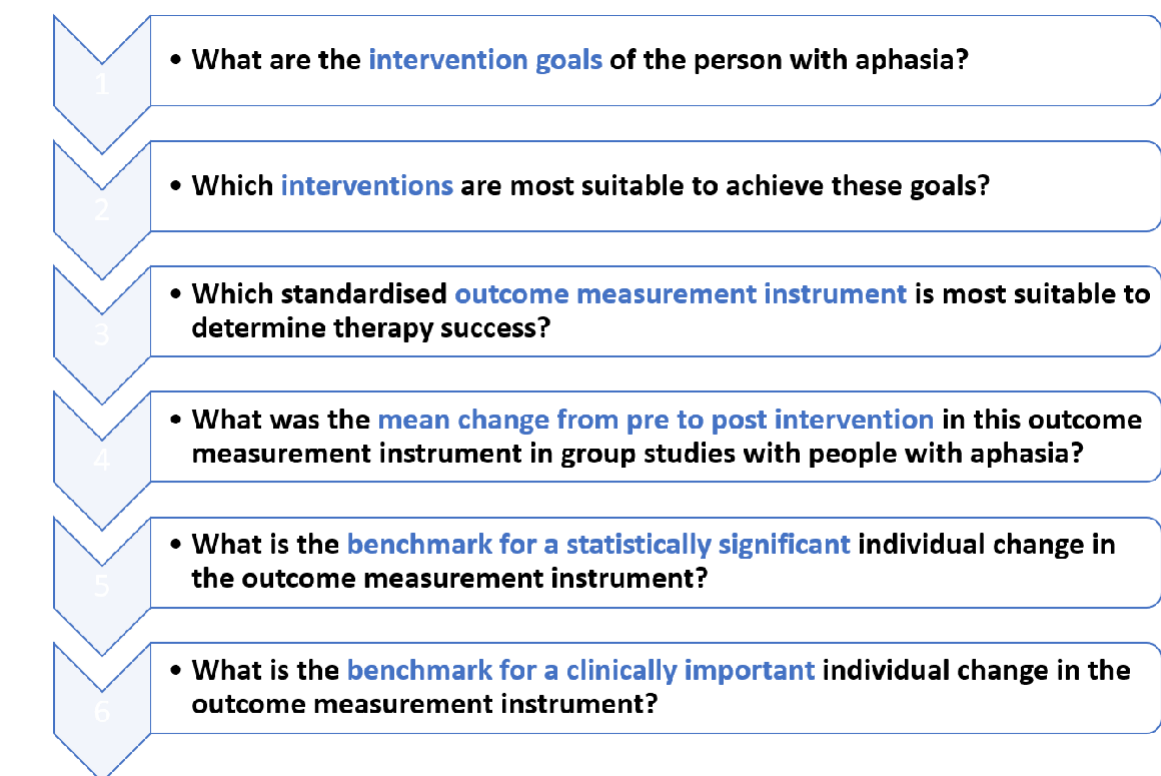 1
• What are the intervention goals of the person with aphasia?
2
• Which interventions are most suitable to achieve these goals?
3
• Which standardised outcome measurement instrument is most suitable to
determine therapy success?
4
• What was the mean change from pre to post intervention in this outcome
measurement instrument in group studies with people with aphasia?
5
• What is the benchmark for a statistically significant individual change in
the outcome measurement instrument?
6
• What is the benchmark for a clinically important individual change in the
outcome measurement instrument?